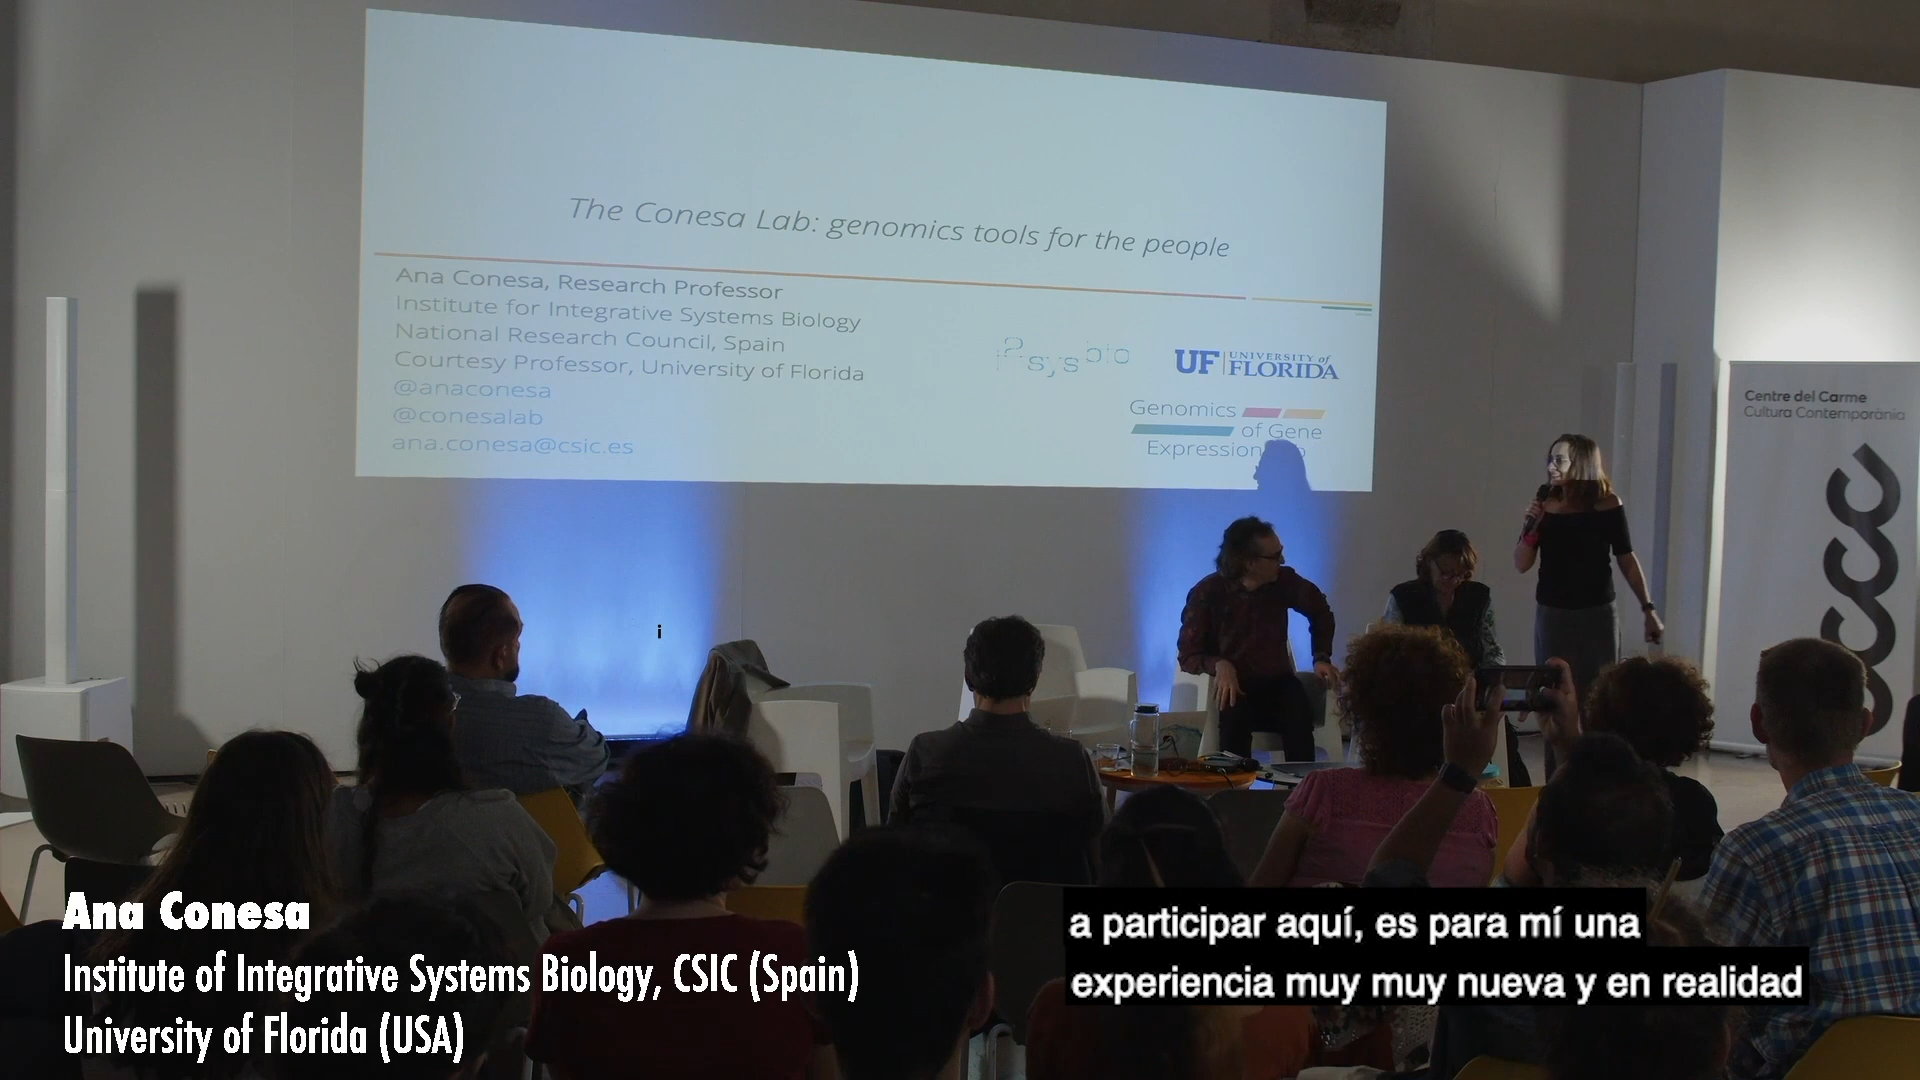 The Conesa Lab: genomics tools for the people
Ana Conesa, Research Professor
Institute for Integrative Systems Biology
National Research Council, Spain
Courtesy Professor, University of Florida
@anaconesa
@conesalab
ana.conesa@csic.es
i2sysbio
UF UNIVERSITY of FLORIDA
Genomics
of Gene
Expression
Centre del Carme
Cultura Contemporània
cccc
i
Ana Conesa
Institute of Integrative Systems Biology, CSIC (Spain)
University of Florida (USA)
a participar aquí, es para mí una
experiencia muy muy nueva y en realidad